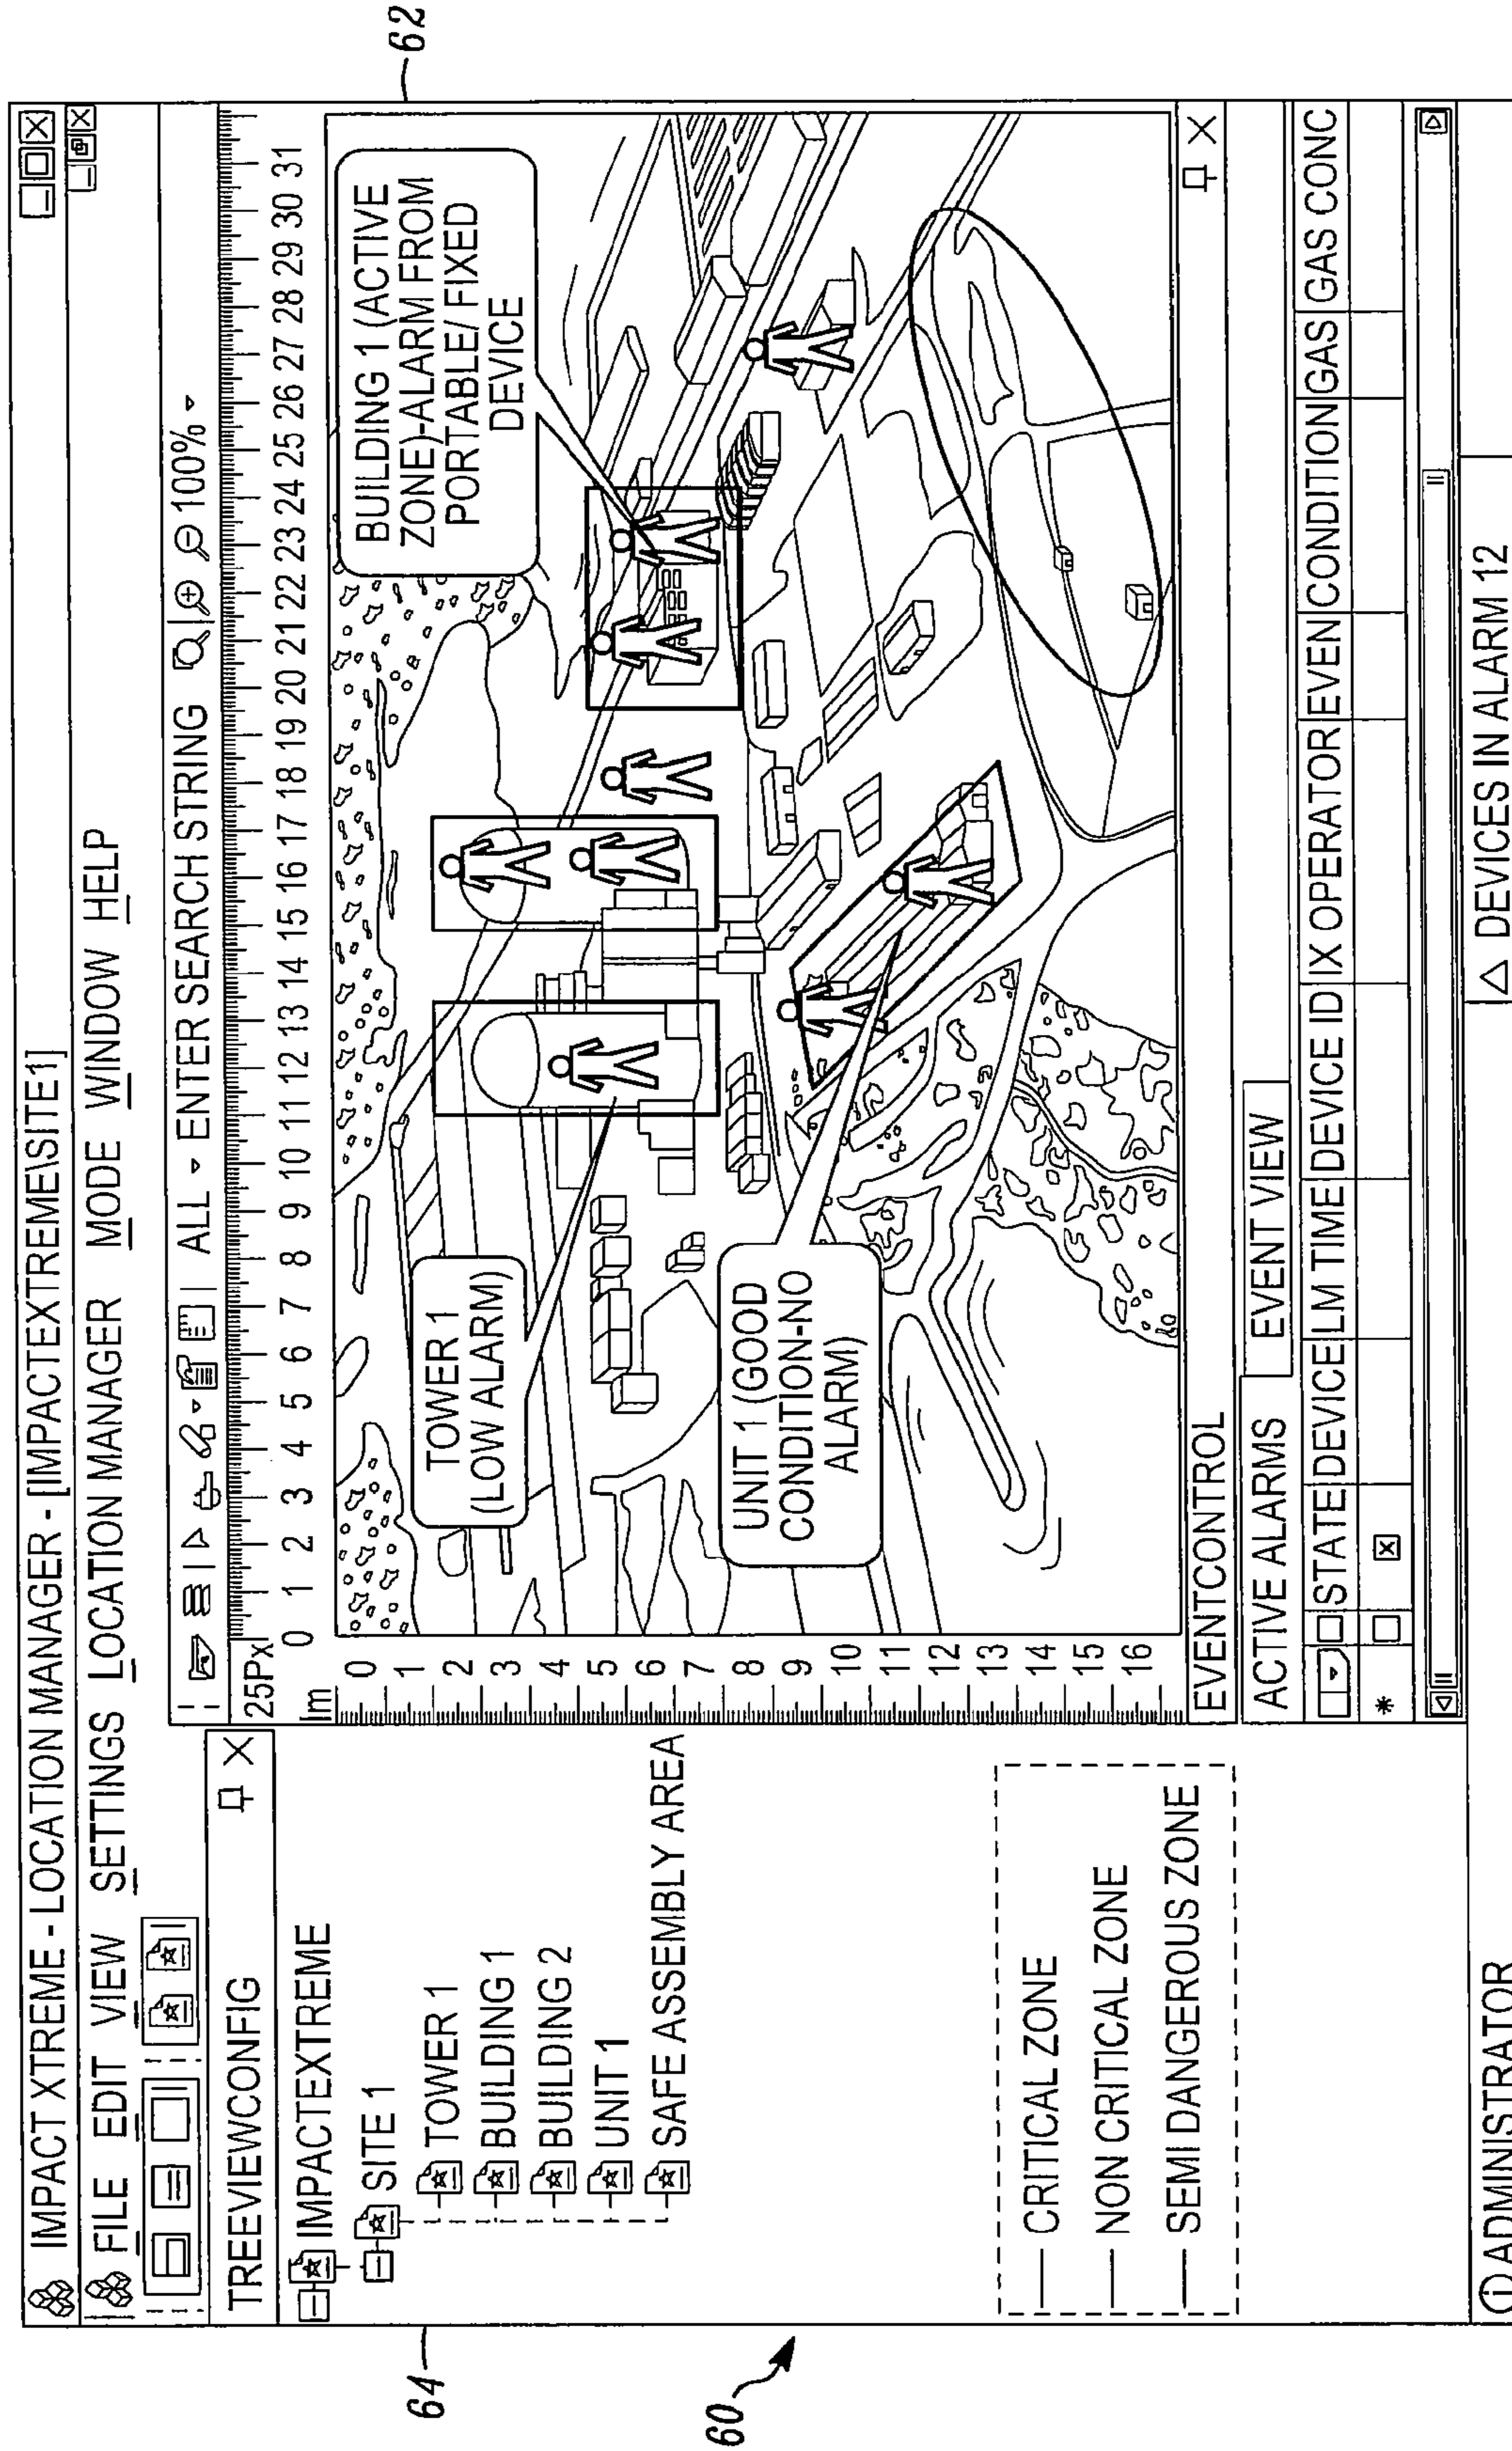 IMPACT XTREME - LOCATION MANAGER - [IMPACTEXTREME\SITE1]
FILE EDIT VIEW SETTINGS LOCATION MANAGER MODE WINDOW HELP
TREEVIEWCONFIG
IMPACTEXTREME
SITE 1
TOWER 1
BUILDING 1
BUILDING 2
UNIT 1
SAFE ASSEMBLY AREA
CRITICAL ZONE
NON CRITICAL ZONE
SEMI DANGEROUS ZONE
ALL ENTER SEARCH STRING 100%
25Px
0 1 2 3 4 5 6 7 8 9 10 11 12 13 14 15 16 17 18 19 20 21 22 23 24 25 26 27 28 29 30 31
m
0
1
2
3
4
5
6
7
8
9
10
11
12
13
14
15
16
TOWER 1
(LOW ALARM)
UNIT 1 (GOOD
CONDITION-NO
ALARM)
BUILDING 1 (ACTIVE
ZONE)-ALARM FROM
PORTABLE/ FIXED
DEVICE
EVENTCONTROL
ACTIVE ALARMS EVENT VIEW
STATE DEVICE LM TIME DEVICE ID IX OPERATOR EVEN CONDITION GAS GAS CONC
*
ADMINISTRATOR
DEVICES IN ALARM 12
62
64
60